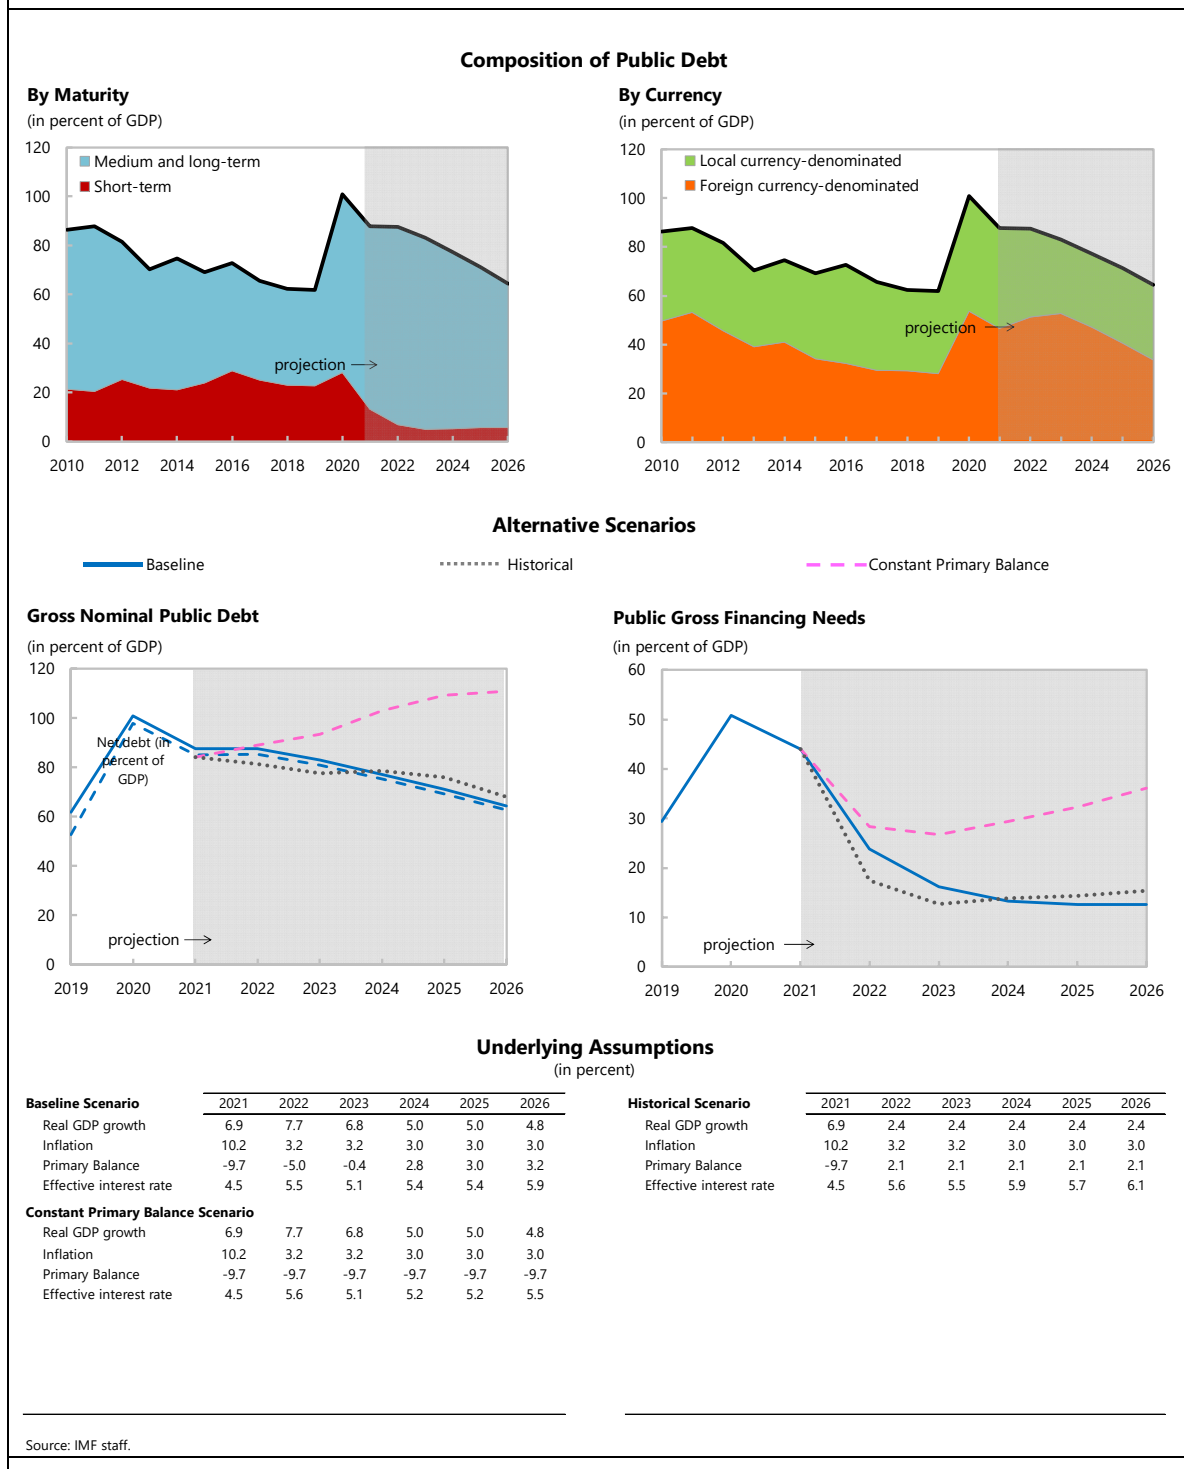 Composition of Public Debt
By Maturity
(in percent of GDP)
120
100
80
60
40
20
0
Medium and long-term
Short-term
projection
2010 2012 2014 2016 2018 2020 2022 2024 2026
By Currency
(in percent of GDP)
120
100
80
60
40
20
0
Local currency-denominated
Foreign currency-denominated
projection
2010 2012 2014 2016 2018 2020 2022 2024 2026
Alternative Scenarios
Baseline Historical Constant Primary Balance
Gross Nominal Public Debt
(in percent of GDP)
120
100
80
60
40
20
0
Net debt (in
percent of
GDP)
projection
2019 2020 2021 2022 2023 2024 2025 2026
Public Gross Financing Needs
(in percent of GDP)
60
50
40
30
20
10
0
projection
2019 2020 2021 2022 2023 2024 2025 2026
Underlying Assumptions
(in percent)
Baseline Scenario 2021 2022 2023 2024 2025 2026
Real GDP growth 6.9 7.7 6.8 5.0 5.0 4.8
Inflation 10.2 3.2 3.2 3.0 3.0 3.0
Primary Balance -9.7 -5.0 -0.4 2.8 3.0 3.2
Effective interest rate 4.5 5.5 5.1 5.4 5.4 5.9
Constant Primary Balance Scenario
Real GDP growth 6.9 7.7 6.8 5.0 5.0 4.8
Inflation 10.2 3.2 3.2 3.0 3.0 3.0
Primary Balance -9.7 -9.7 -9.7 -9.7 -9.7 -9.7
Effective interest rate 4.5 5.6 5.1 5.2 5.2 5.5
Historical Scenario 2021 2022 2023 2024 2025 2026
Real GDP growth 6.9 2.4 2.4 2.4 2.4 2.4
Inflation 10.2 3.2 3.2 3.0 3.0 3.0
Primary Balance -9.7 2.1 2.1 2.1 2.1 2.1
Effective interest rate 4.5 5.6 5.5 5.9 5.7 6.1
Source: IMF staff.